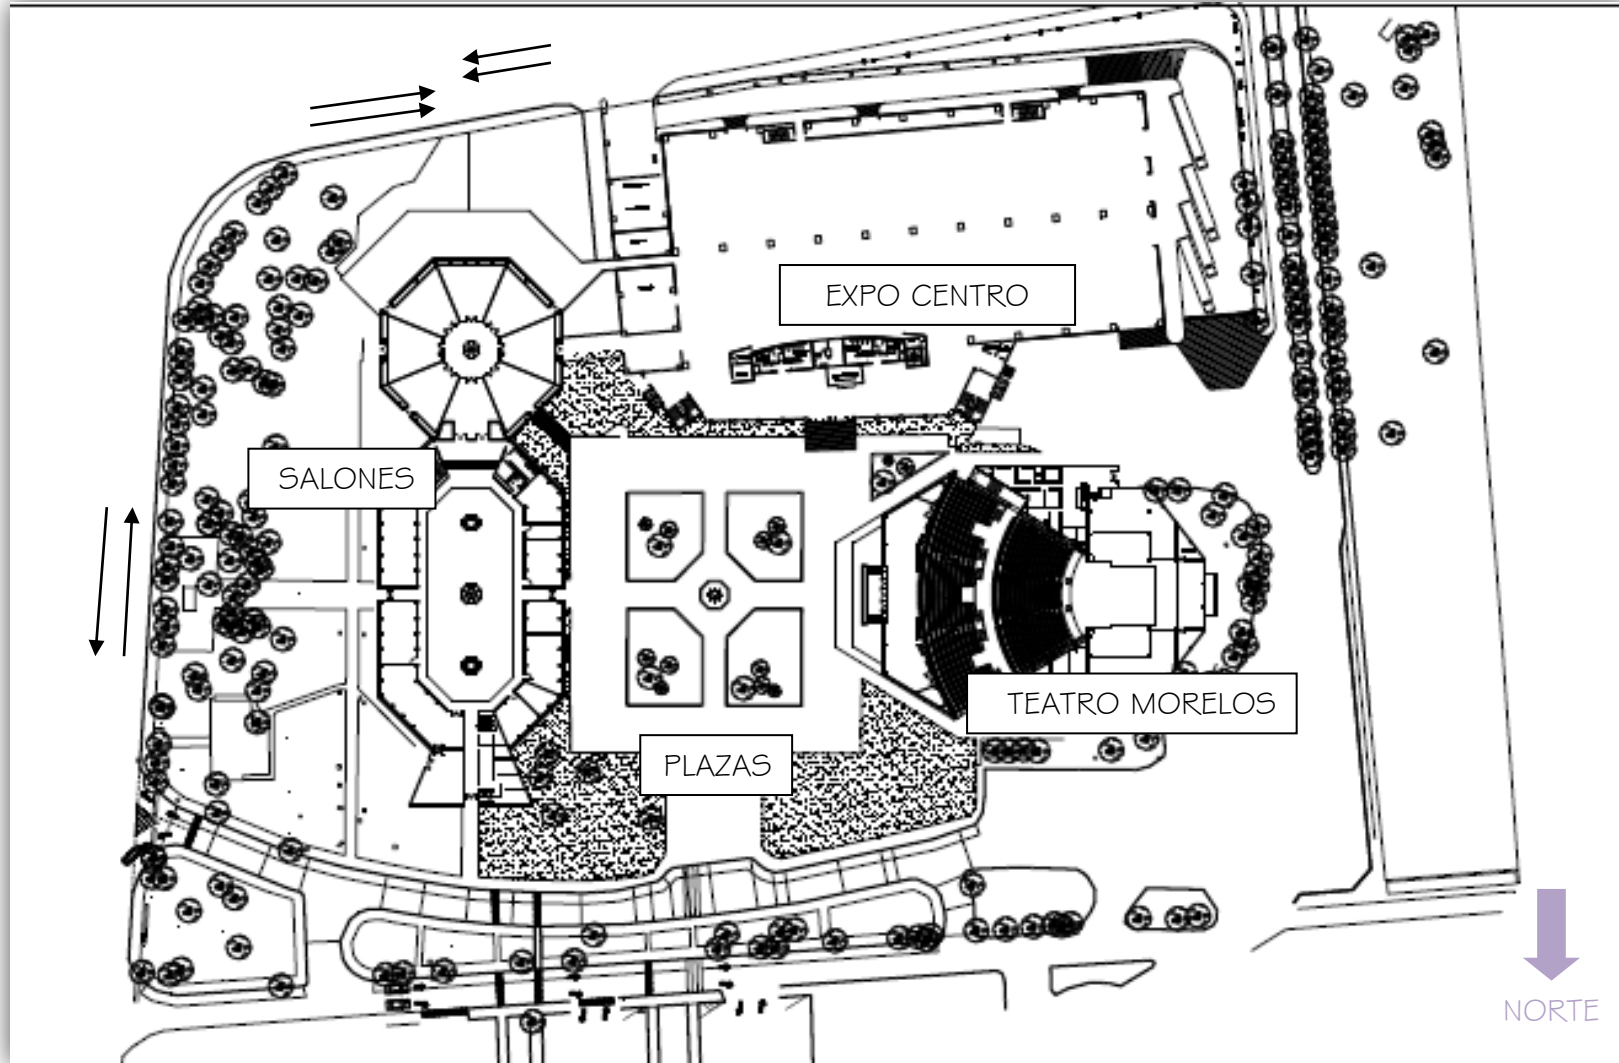 EXPO CENTRO
SALONES
TEATRO MORELOS
PLAZAS
NORTE